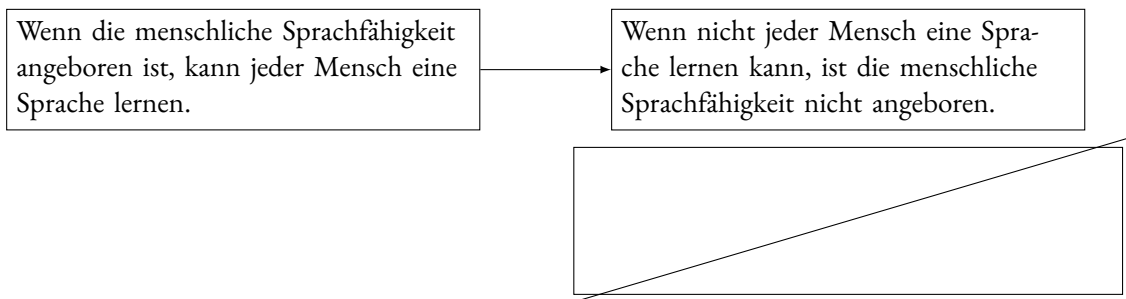 Wenn die menschliche Sprachfähigkeit
angeboren ist, kann jeder Mensch eine
Sprache lernen.
Wenn nicht jeder Mensch eine Spra-
che lernen kann, ist die menschliche
Sprachfähigkeit nicht angeboren.